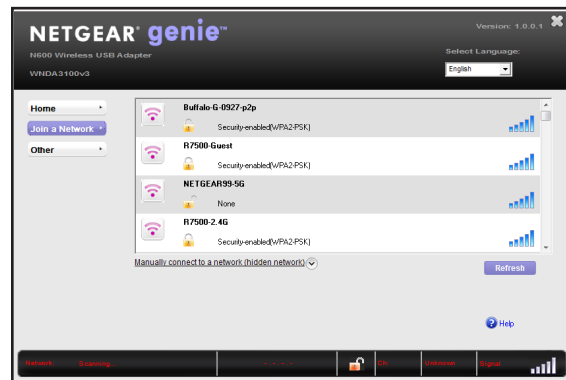 NETGEAR® genie™
Version: 1.0.0.1
N600 Wireless USB Adapter
Select Language:
WNDA3100v3
English
Home
Join a Network
Other
Buffalo-G-0927-p2p
Security-enabled(WPA2-PSK)
R7500-Guest
Security-enabled(WPA2-PSK)
NETGEAR99-5G
None
R7500-2.4G
Security-enabled(WPA2-PSK)
Manually connect to a network (hidden network)
Refresh
? Help
Network: Scanning... . . . . Ch. Unknown Signal